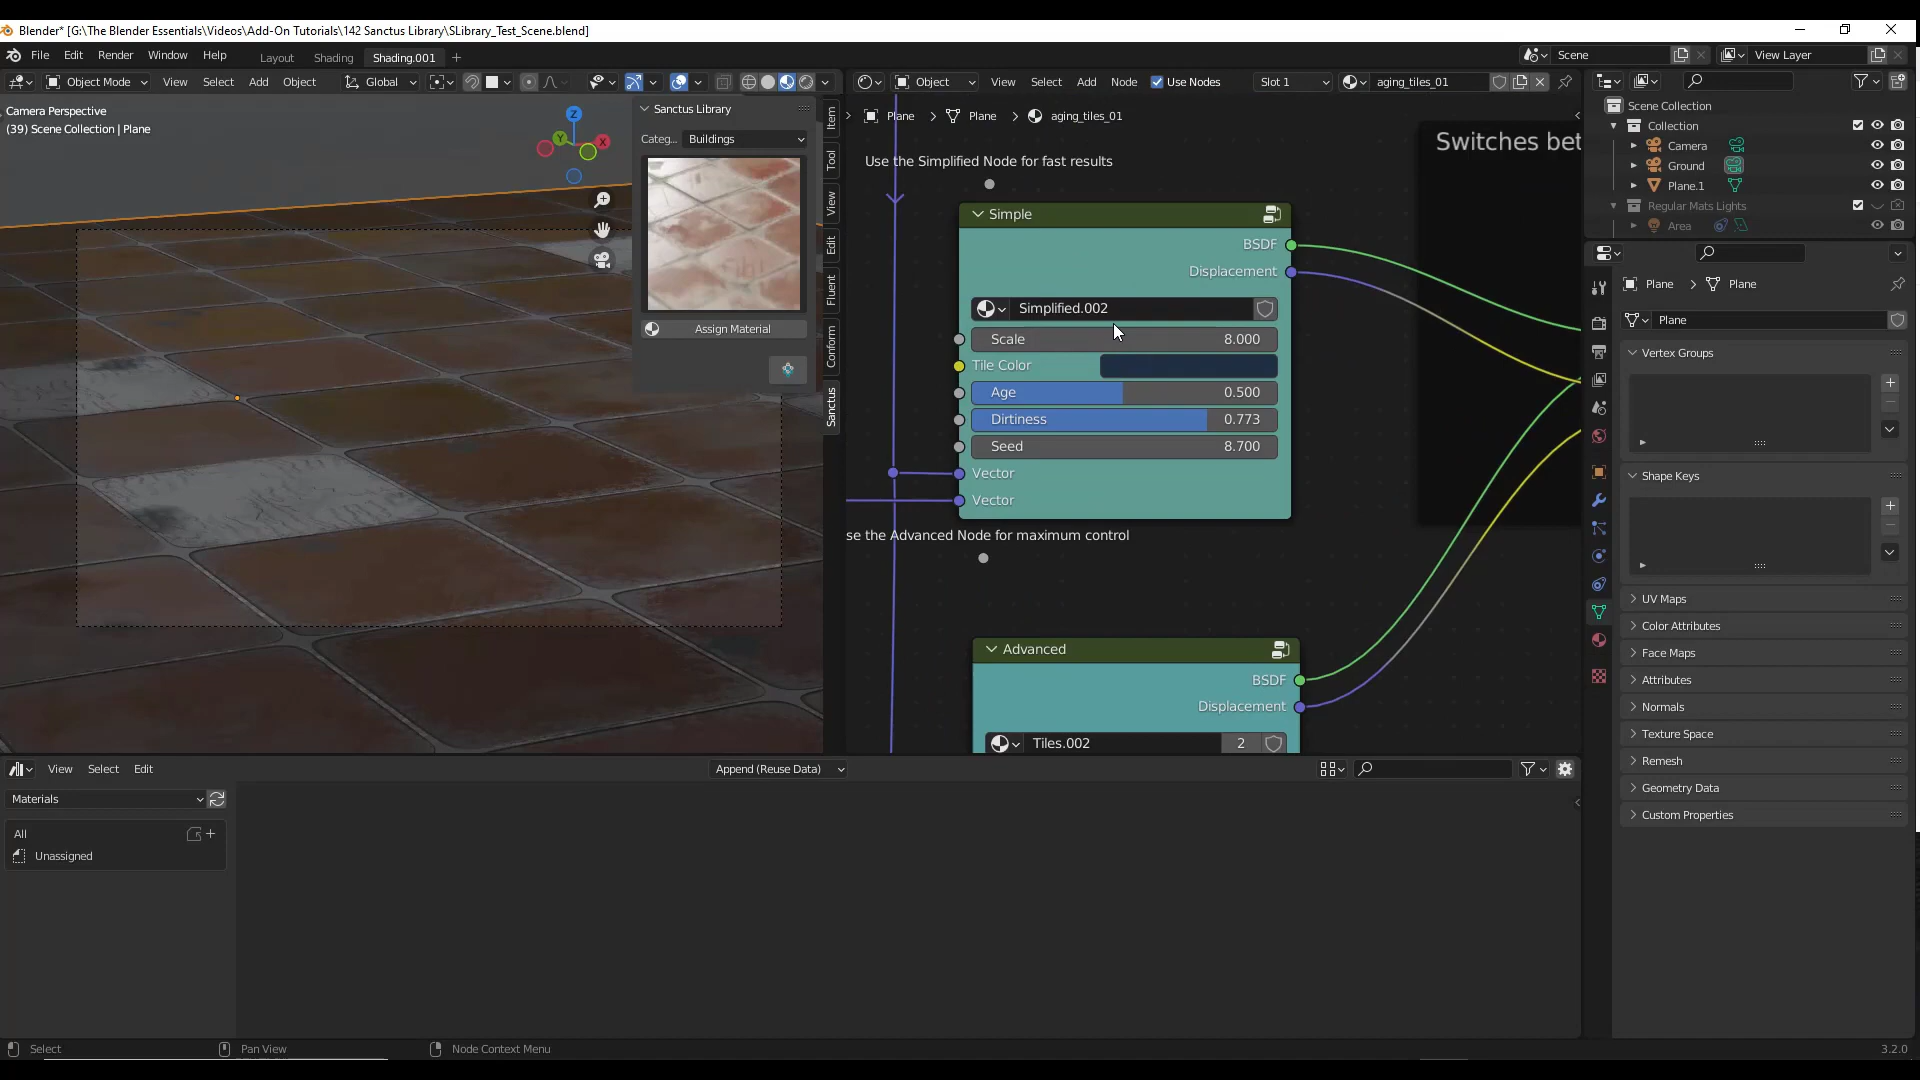 Blender* [G:\The Blender Essentials\Videos\Add-On Tutorials\142 Sanctus Library\SLibrary_Test_Scene.blend]
File Edit Render Window Help Layout Shading Shading.001 + Scene View Layer
Object Mode View Select Add Object Global Object View Select Add Node Use Nodes Slot 1 aging_tiles_01
Camera Perspective
(39) Scene Collection | Plane
Sanctus Library
Categ... Buildings
Assign Material
Item
Tool
View
Edit
Fluent
Conform
Sanctus
Z
Y
X
Plane Plane aging_tiles_01
Use the Simplified Node for fast results
Simple
BSDF
Displacement
Simplified.002
Scale 8.000
Tile Color
Age 0.500
Dirtiness 0.773
Seed 8.700
Vector
Vector
se the Advanced Node for maximum control
Advanced
BSDF
Displacement
Tiles.002 2
Switches bet
Scene Collection
Collection
Camera
Ground
Plane.1
Regular Mats Lights
Area
Plane Plane
Plane
Vertex Groups
Shape Keys
UV Maps
Color Attributes
Face Maps
Attributes
Normals
Texture Space
Remesh
Geometry Data
Custom Properties
View Select Edit Append (Reuse Data)
Materials
All
Unassigned
Select Pan View Node Context Menu 3.2.0